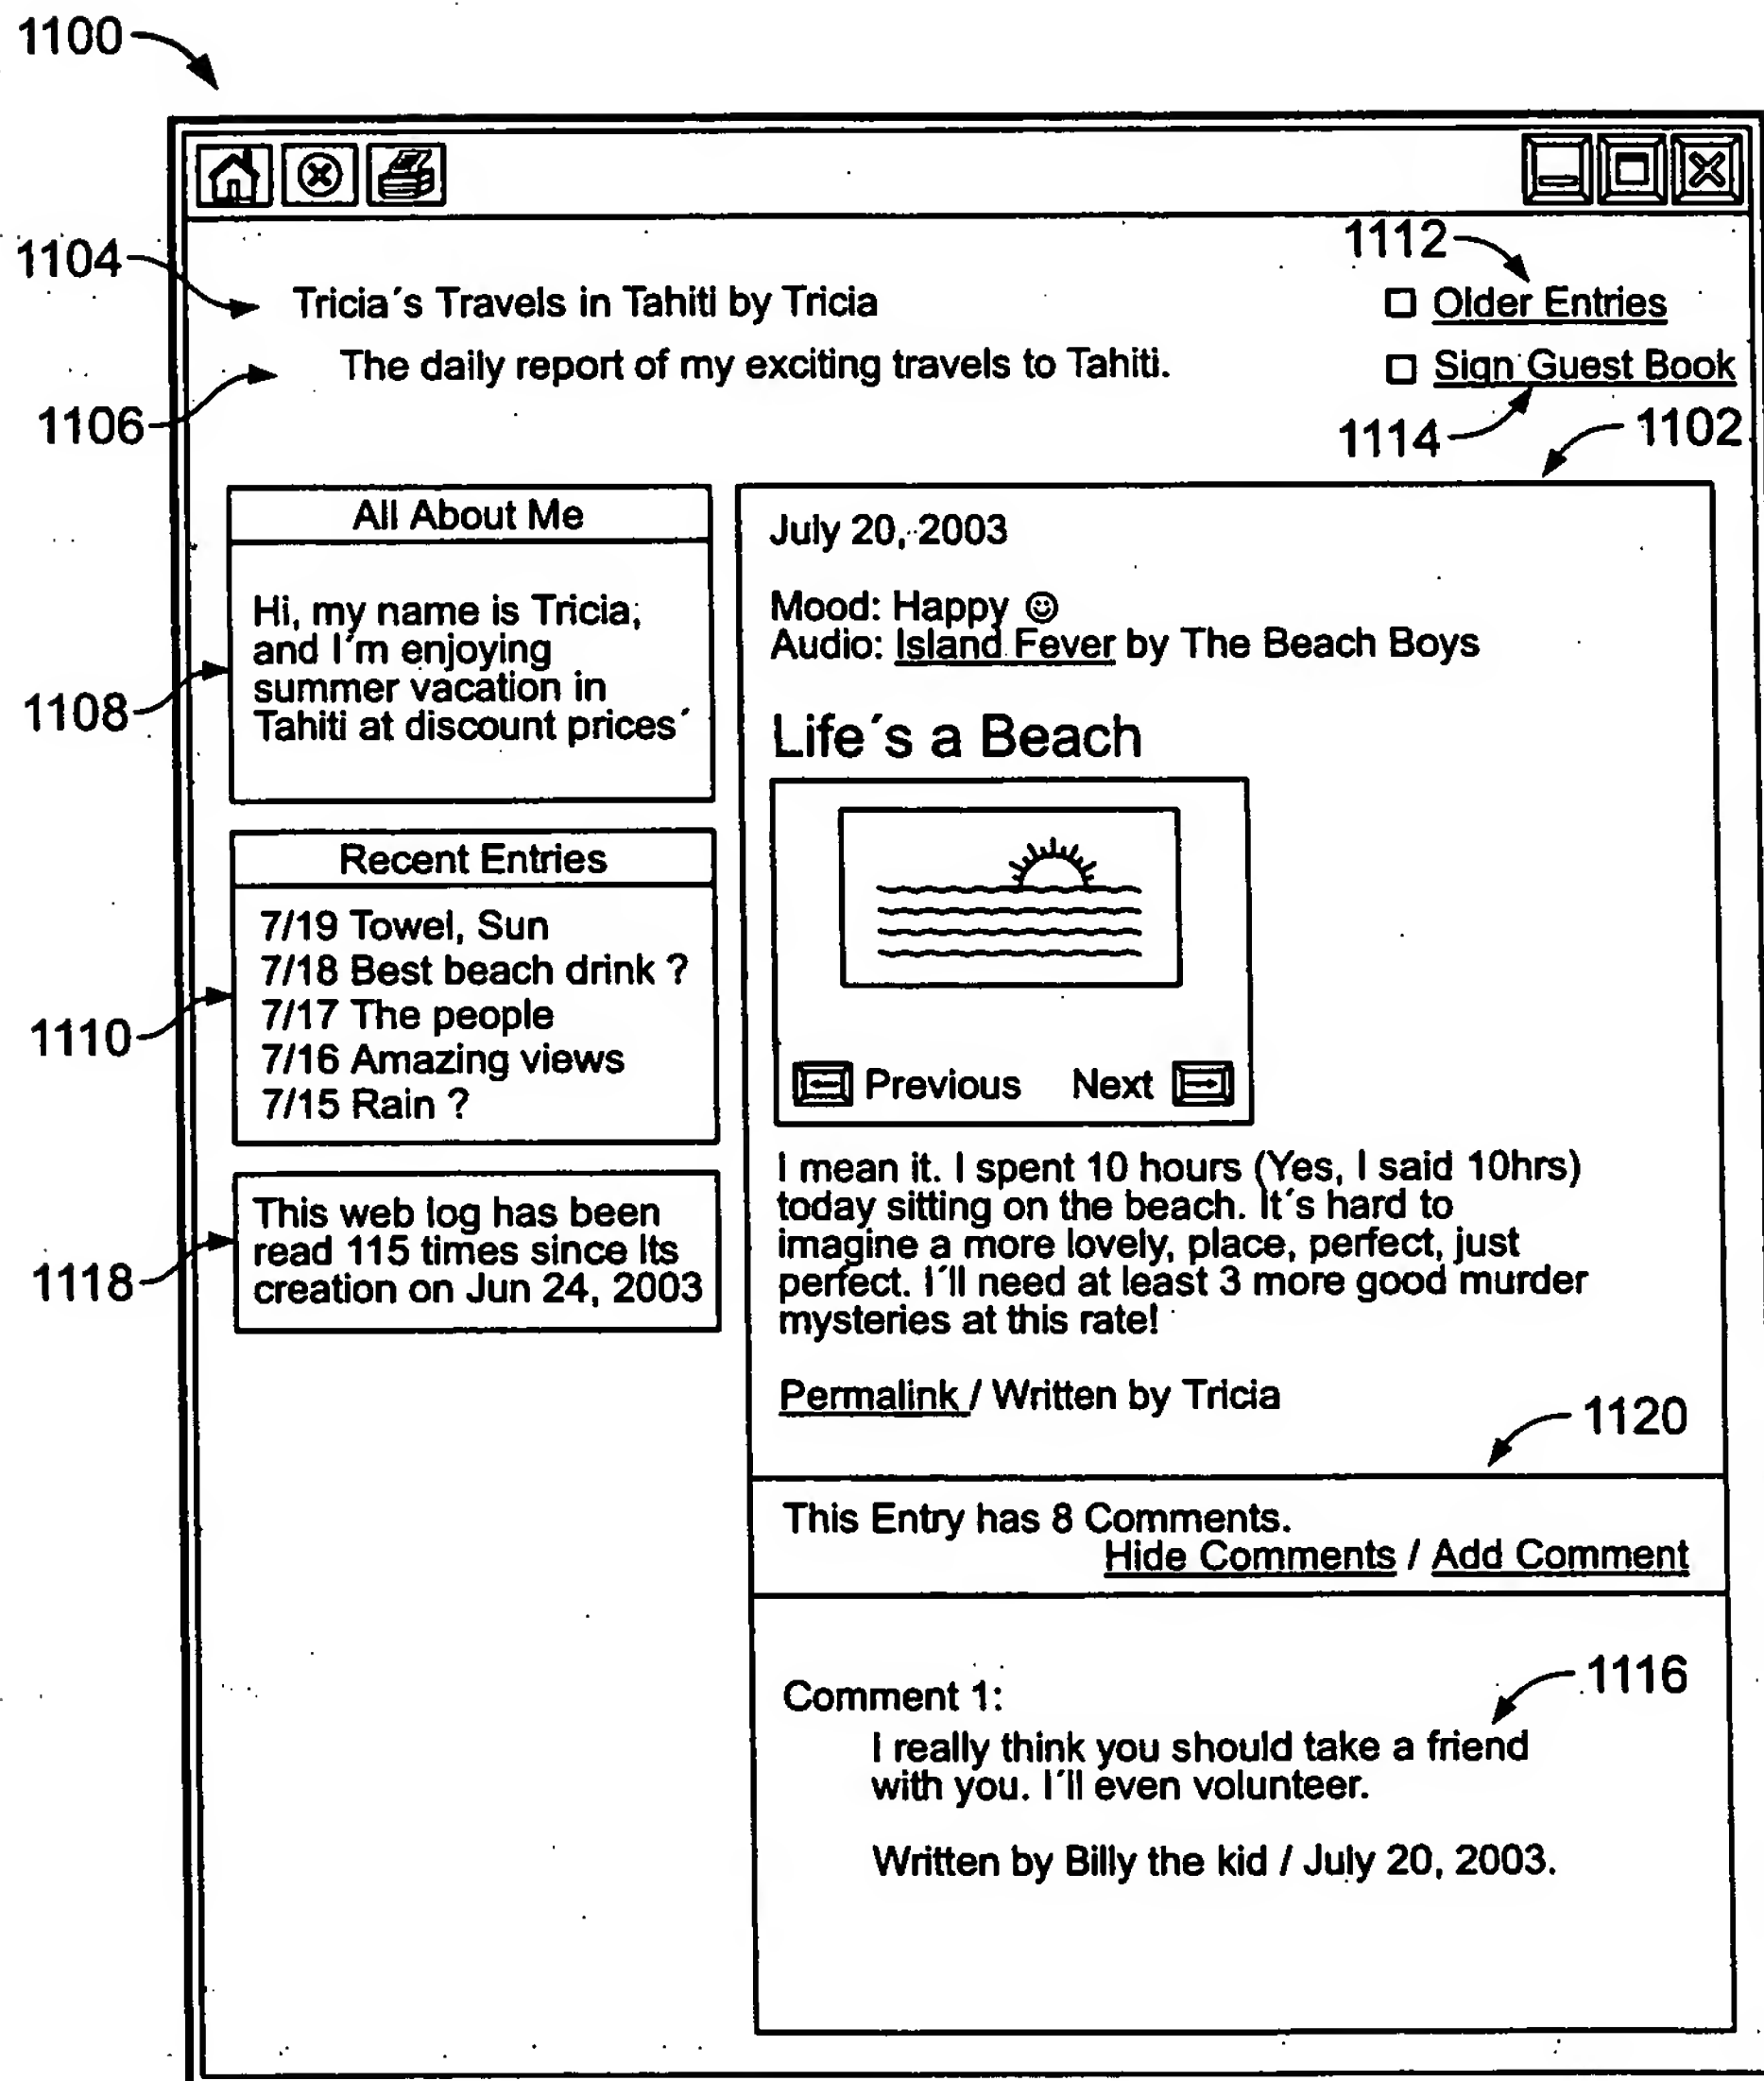 1100
1104
Tricia´s Travels in Tahiti by Tricia
1106
The daily report of my exciting travels to Tahiti.
1112
Older Entries
Sign Guest Book
1114
1102
All About Me
1108
Hi, my name is Tricia,
and I´m enjoying
summer vacation in
Tahiti at discount prices´
Recent Entries
1110
7/19 Towel, Sun
7/18 Best beach drink ?
7/17 The people
7/16 Amazing views
7/15 Rain ?
1118
This web log has been
read 115 times since Its
creation on Jun 24, 2003
July 20, 2003
Mood: Happy ☺
Audio: Island Fever by The Beach Boys
Life´s a Beach
Previous Next
I mean it. I spent 10 hours (Yes, I said 10hrs)
today sitting on the beach. It´s hard to
imagine a more lovely, place, perfect, just
perfect. I´ll need at least 3 more good murder
mysteries at this rate!
Permalink / Written by Tricia
1120
This Entry has 8 Comments.
Hide Comments / Add Comment
1116
Comment 1:
I really think you should take a friend
with you. I´ll even volunteer.
Written by Billy the kid / July 20, 2003.